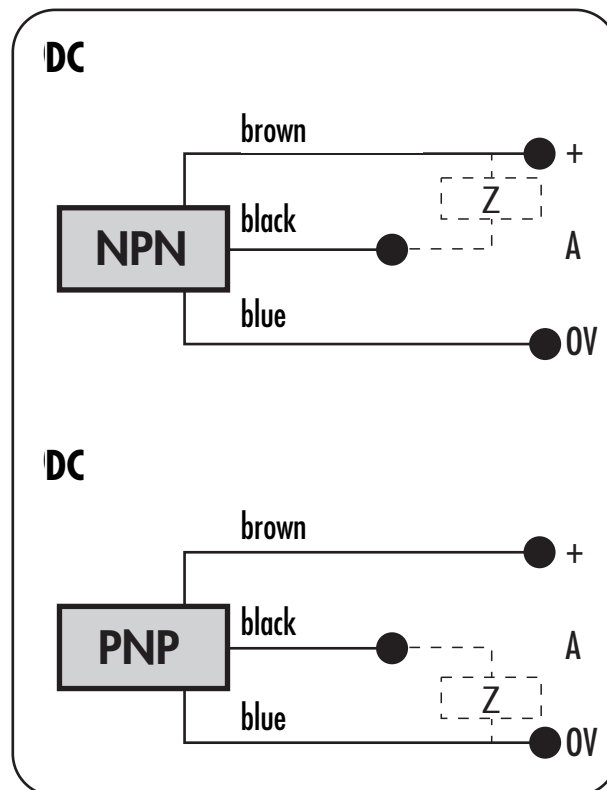 DC
brown
+
Z
black
NPN
A
blue
0V
DC
brown
+
black
PNP
A
Z
blue
0V